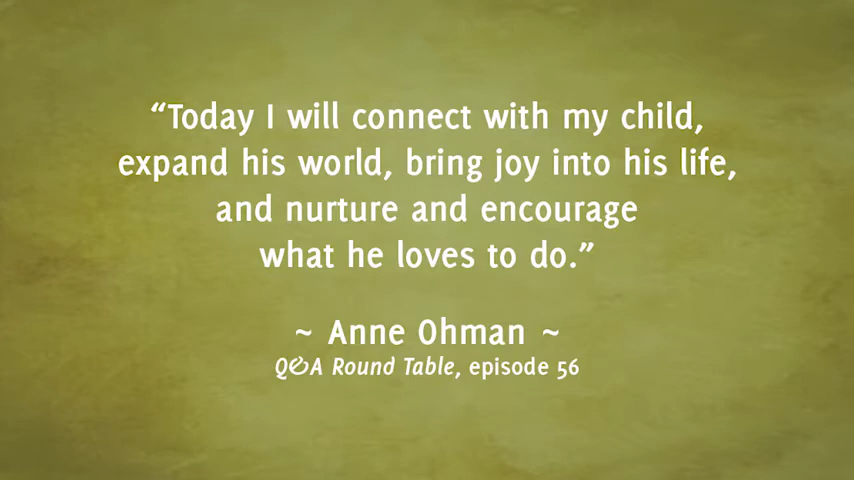 “Today I will connect with my child,
expand his world, bring joy into his life,
and nurture and encourage
what he loves to do.”
~ Anne Ohman ~
Q&A Round Table, episode 56